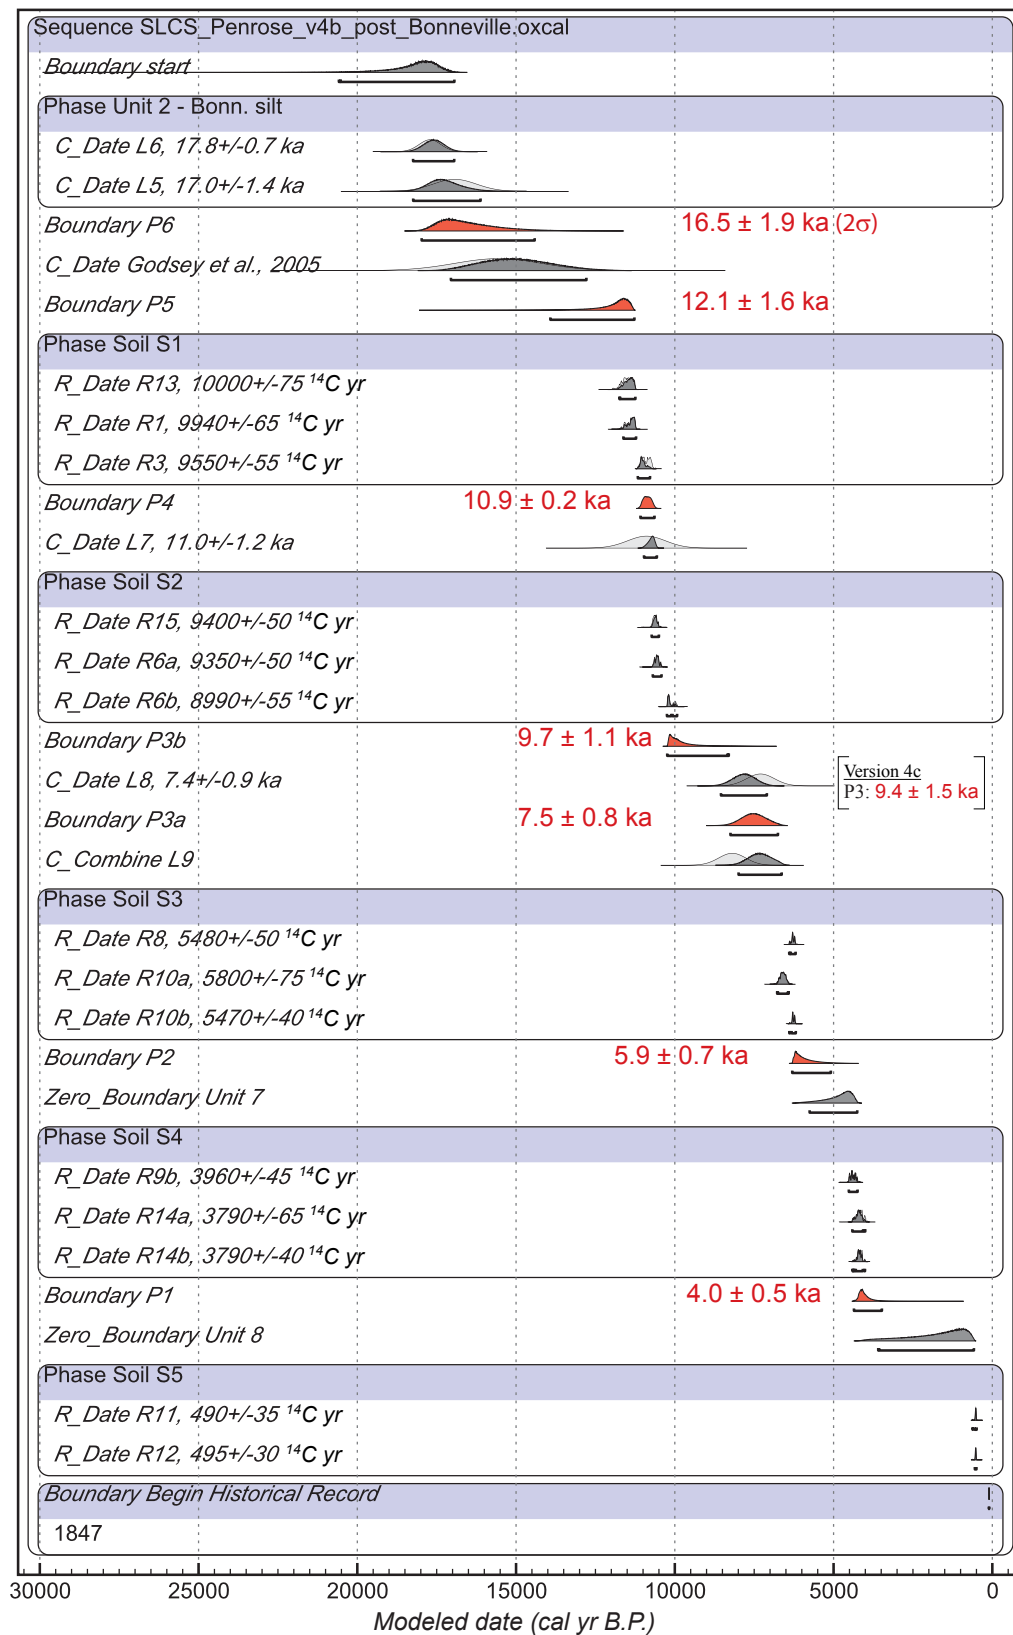 Sequence SLCS_Penrose_v4b_post_Bonneville.oxcal
Boundary start
Phase Unit 2 - Bonn. silt
C_Date L6, 17.8+/-0.7 ka
C_Date L5, 17.0+/-1.4 ka
Boundary P6 16.5 ± 1.9 ka (2σ)
C_Date Godsey et al., 2005
Boundary P5 12.1 ± 1.6 ka
Phase Soil S1
R_Date R13, 10000+/-75 ¹⁴C yr
R_Date R1, 9940+/-65 ¹⁴C yr
R_Date R3, 9550+/-55 ¹⁴C yr
Boundary P4 10.9 ± 0.2 ka
C_Date L7, 11.0+/-1.2 ka
Phase Soil S2
R_Date R15, 9400+/-50 ¹⁴C yr
R_Date R6a, 9350+/-50 ¹⁴C yr
R_Date R6b, 8990+/-55 ¹⁴C yr
Boundary P3b 9.7 ± 1.1 ka
C_Date L8, 7.4+/-0.9 ka
Version 4c
P3: 9.4 ± 1.5 ka
Boundary P3a 7.5 ± 0.8 ka
C_Combine L9
Phase Soil S3
R_Date R8, 5480+/-50 ¹⁴C yr
R_Date R10a, 5800+/-75 ¹⁴C yr
R_Date R10b, 5470+/-40 ¹⁴C yr
Boundary P2 5.9 ± 0.7 ka
Zero_Boundary Unit 7
Phase Soil S4
R_Date R9b, 3960+/-45 ¹⁴C yr
R_Date R14a, 3790+/-65 ¹⁴C yr
R_Date R14b, 3790+/-40 ¹⁴C yr
Boundary P1 4.0 ± 0.5 ka
Zero_Boundary Unit 8
Phase Soil S5
R_Date R11, 490+/-35 ¹⁴C yr
R_Date R12, 495+/-30 ¹⁴C yr
Boundary Begin Historical Record
1847
30000 25000 20000 15000 10000 5000 0
Modeled date (cal yr B.P.)